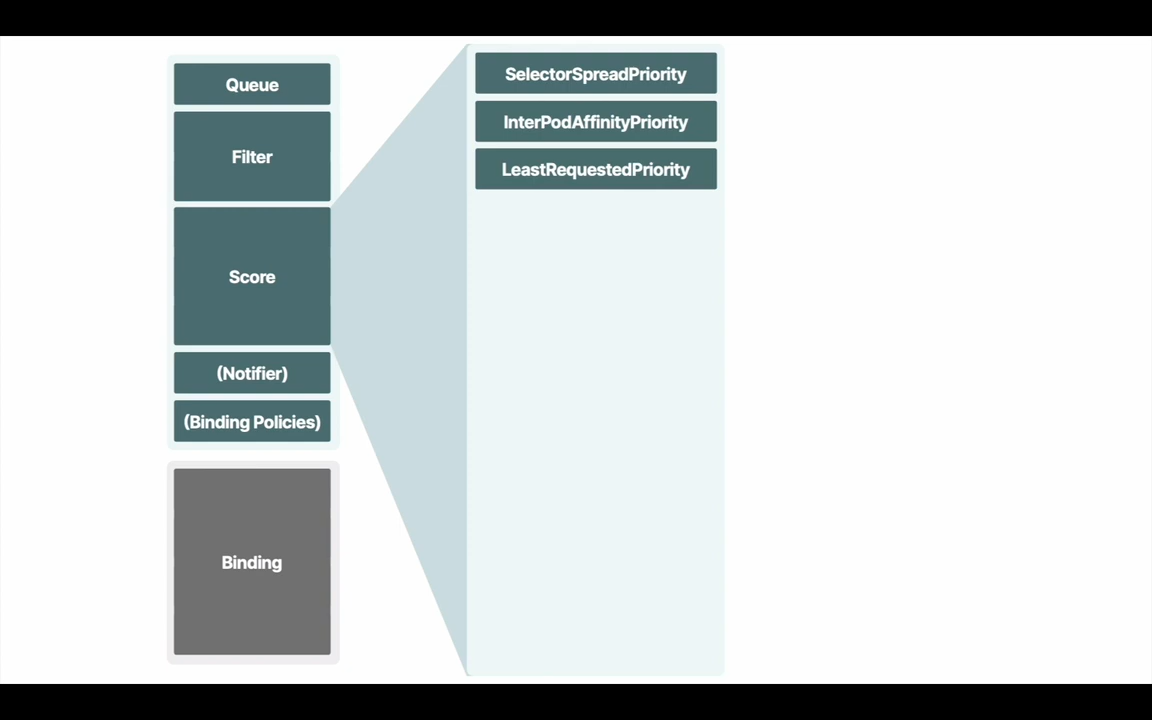 Queue
Filter
Score
(Notifier)
(Binding Policies)
Binding
SelectorSpreadPriority
InterPodAffinityPriority
LeastRequestedPriority